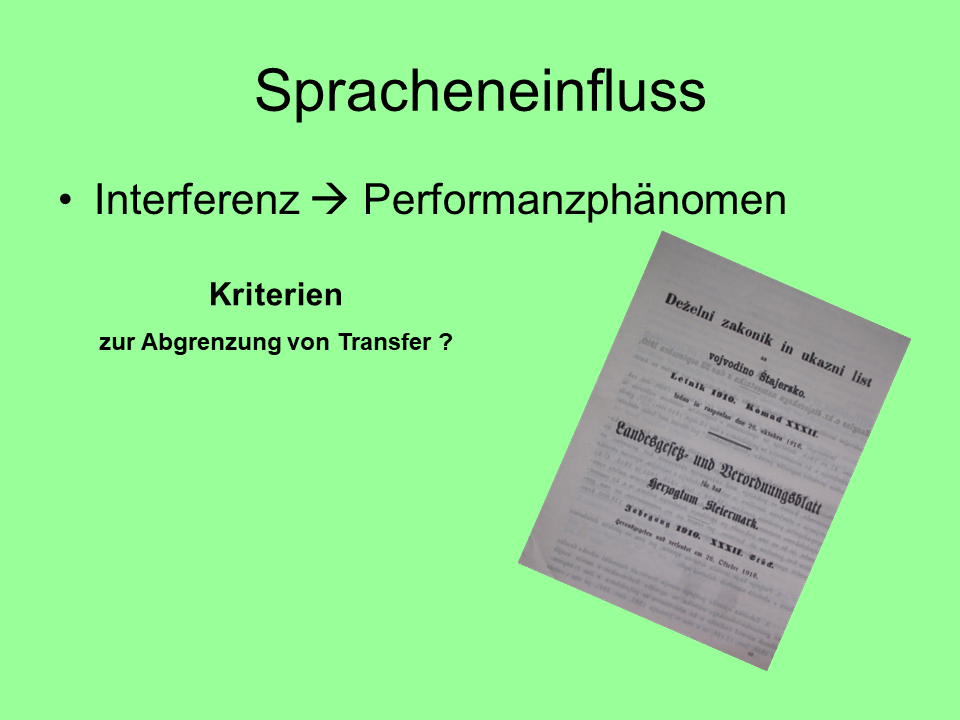 Spracheneinfluss
• Interferenz → Performanzphänomen
Kriterien
zur Abgrenzung von Transfer ?
Deželni zakonik in ukazni list
za
vojvodino Štajersko.
Letnik 1910. Komad XXXII.
Izdan in razposlan dne 26. oktobra 1910.
Landesgesetz- und Verordnungsblatt
für das
Herzogtum Steiermark.
Jahrgang 1910. XXXII. Stück.
Herausgegeben und versendet am 26. Oktober 1910.